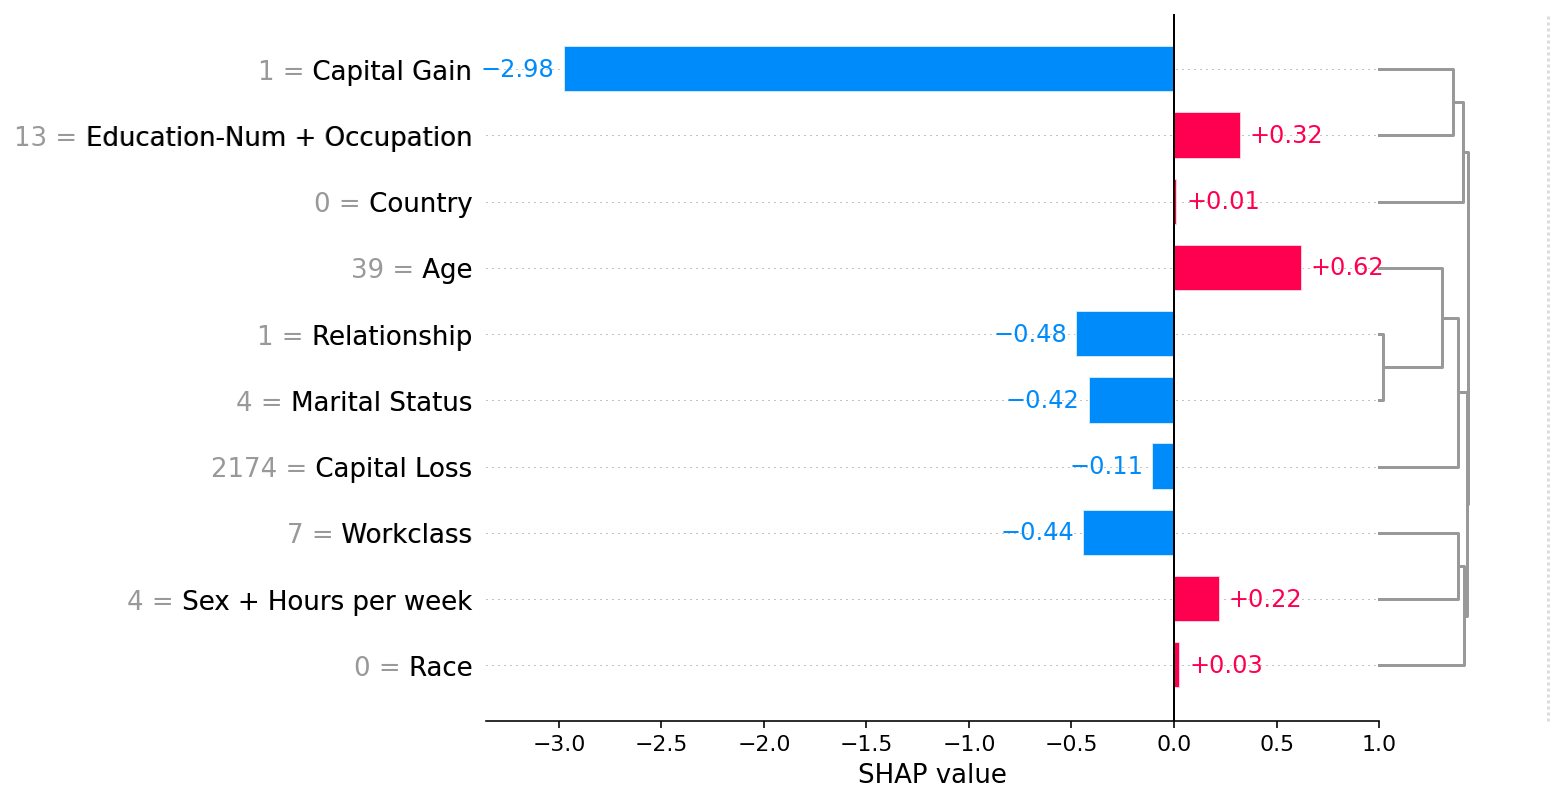 1 = Capital Gain −2.98
13 = Education-Num + Occupation +0.32
0 = Country +0.01
39 = Age +0.62
1 = Relationship −0.48
4 = Marital Status −0.42
2174 = Capital Loss −0.11
7 = Workclass −0.44
4 = Sex + Hours per week +0.22
0 = Race +0.03
−3.0 −2.5 −2.0 −1.5 −1.0 −0.5 0.0 0.5 1.0
SHAP value